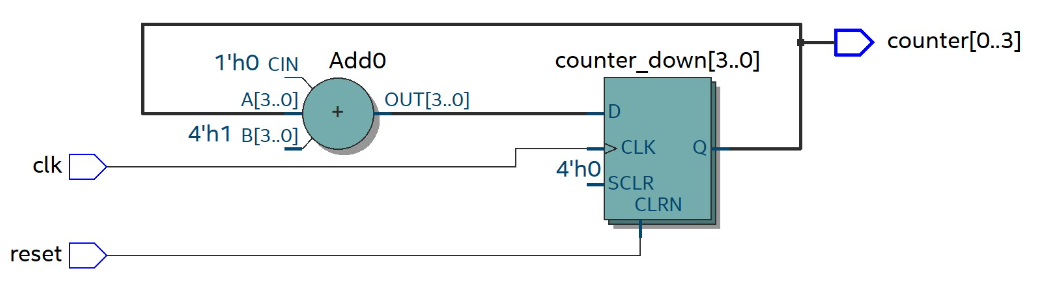 1'h0 CIN
Add0
A[3..0]
OUT[3..0]
4'h1 B[3..0]
+
counter_down[3..0]
D
CLK
Q
4'h0
SCLR
CLRN
counter[0..3]
clk
reset